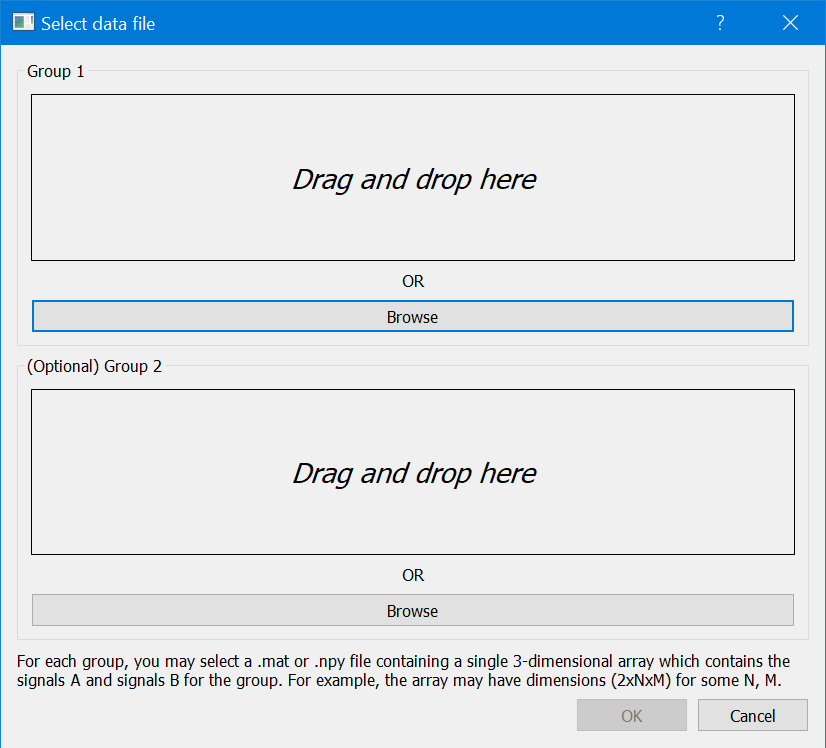 Select data file
?
Group 1
Drag and drop here
OR
Browse
(Optional) Group 2
Drag and drop here
OR
Browse
For each group, you may select a .mat or .npy file containing a single 3-dimensional array which contains the
signals A and signals B for the group. For example, the array may have dimensions (2xNxM) for some N, M.
OK
Cancel